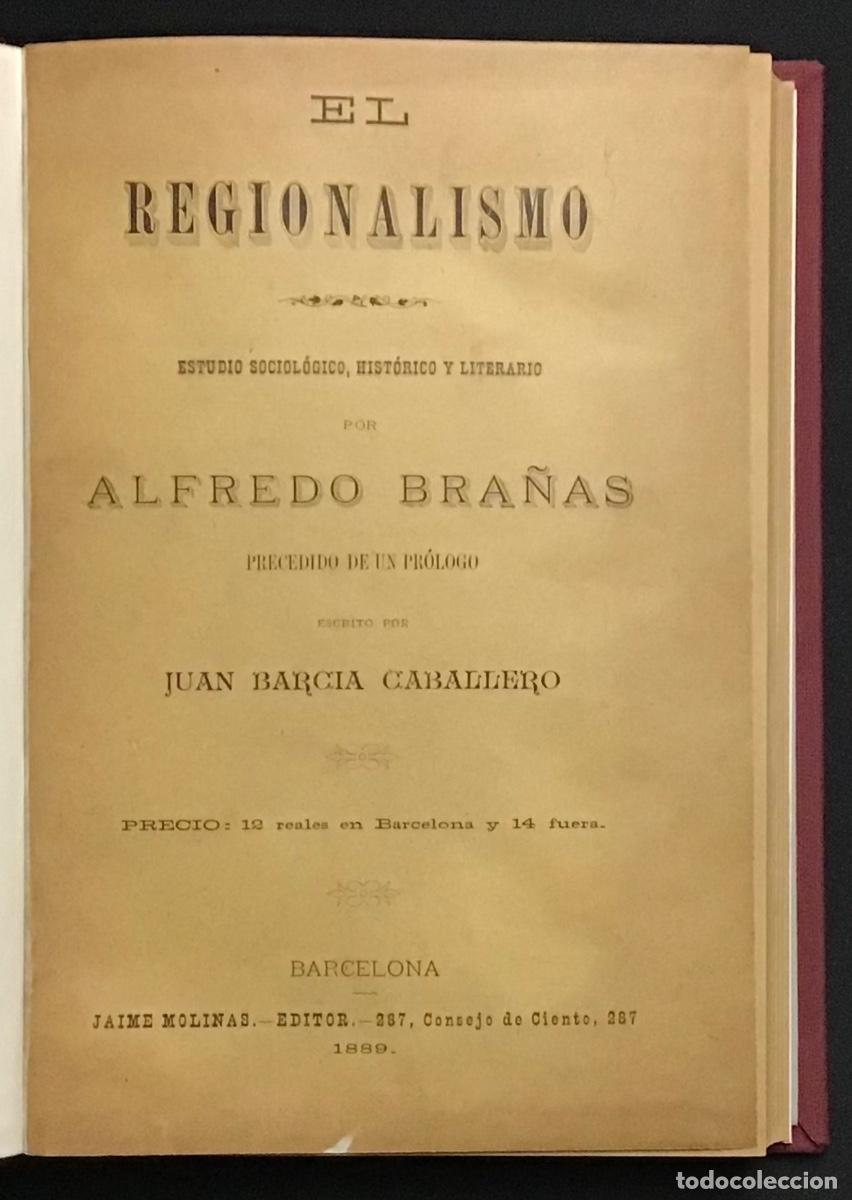 EL
REGIONALISMO
ESTUDIO SOCIOLÓGICO, HISTÓRICO Y LITERARIO
POR
ALFREDO BRAÑAS
PRECEDIDO DE UN PRÓLOGO
ESCRITO POR
JUAN BARCIA CABALLERO
PRECIO: 12 reales en Barcelona y 14 fuera.
BARCELONA
JAIME MOLINAS.—EDITOR.—287, Consejo de Ciento, 287
1889.
todocoleccion